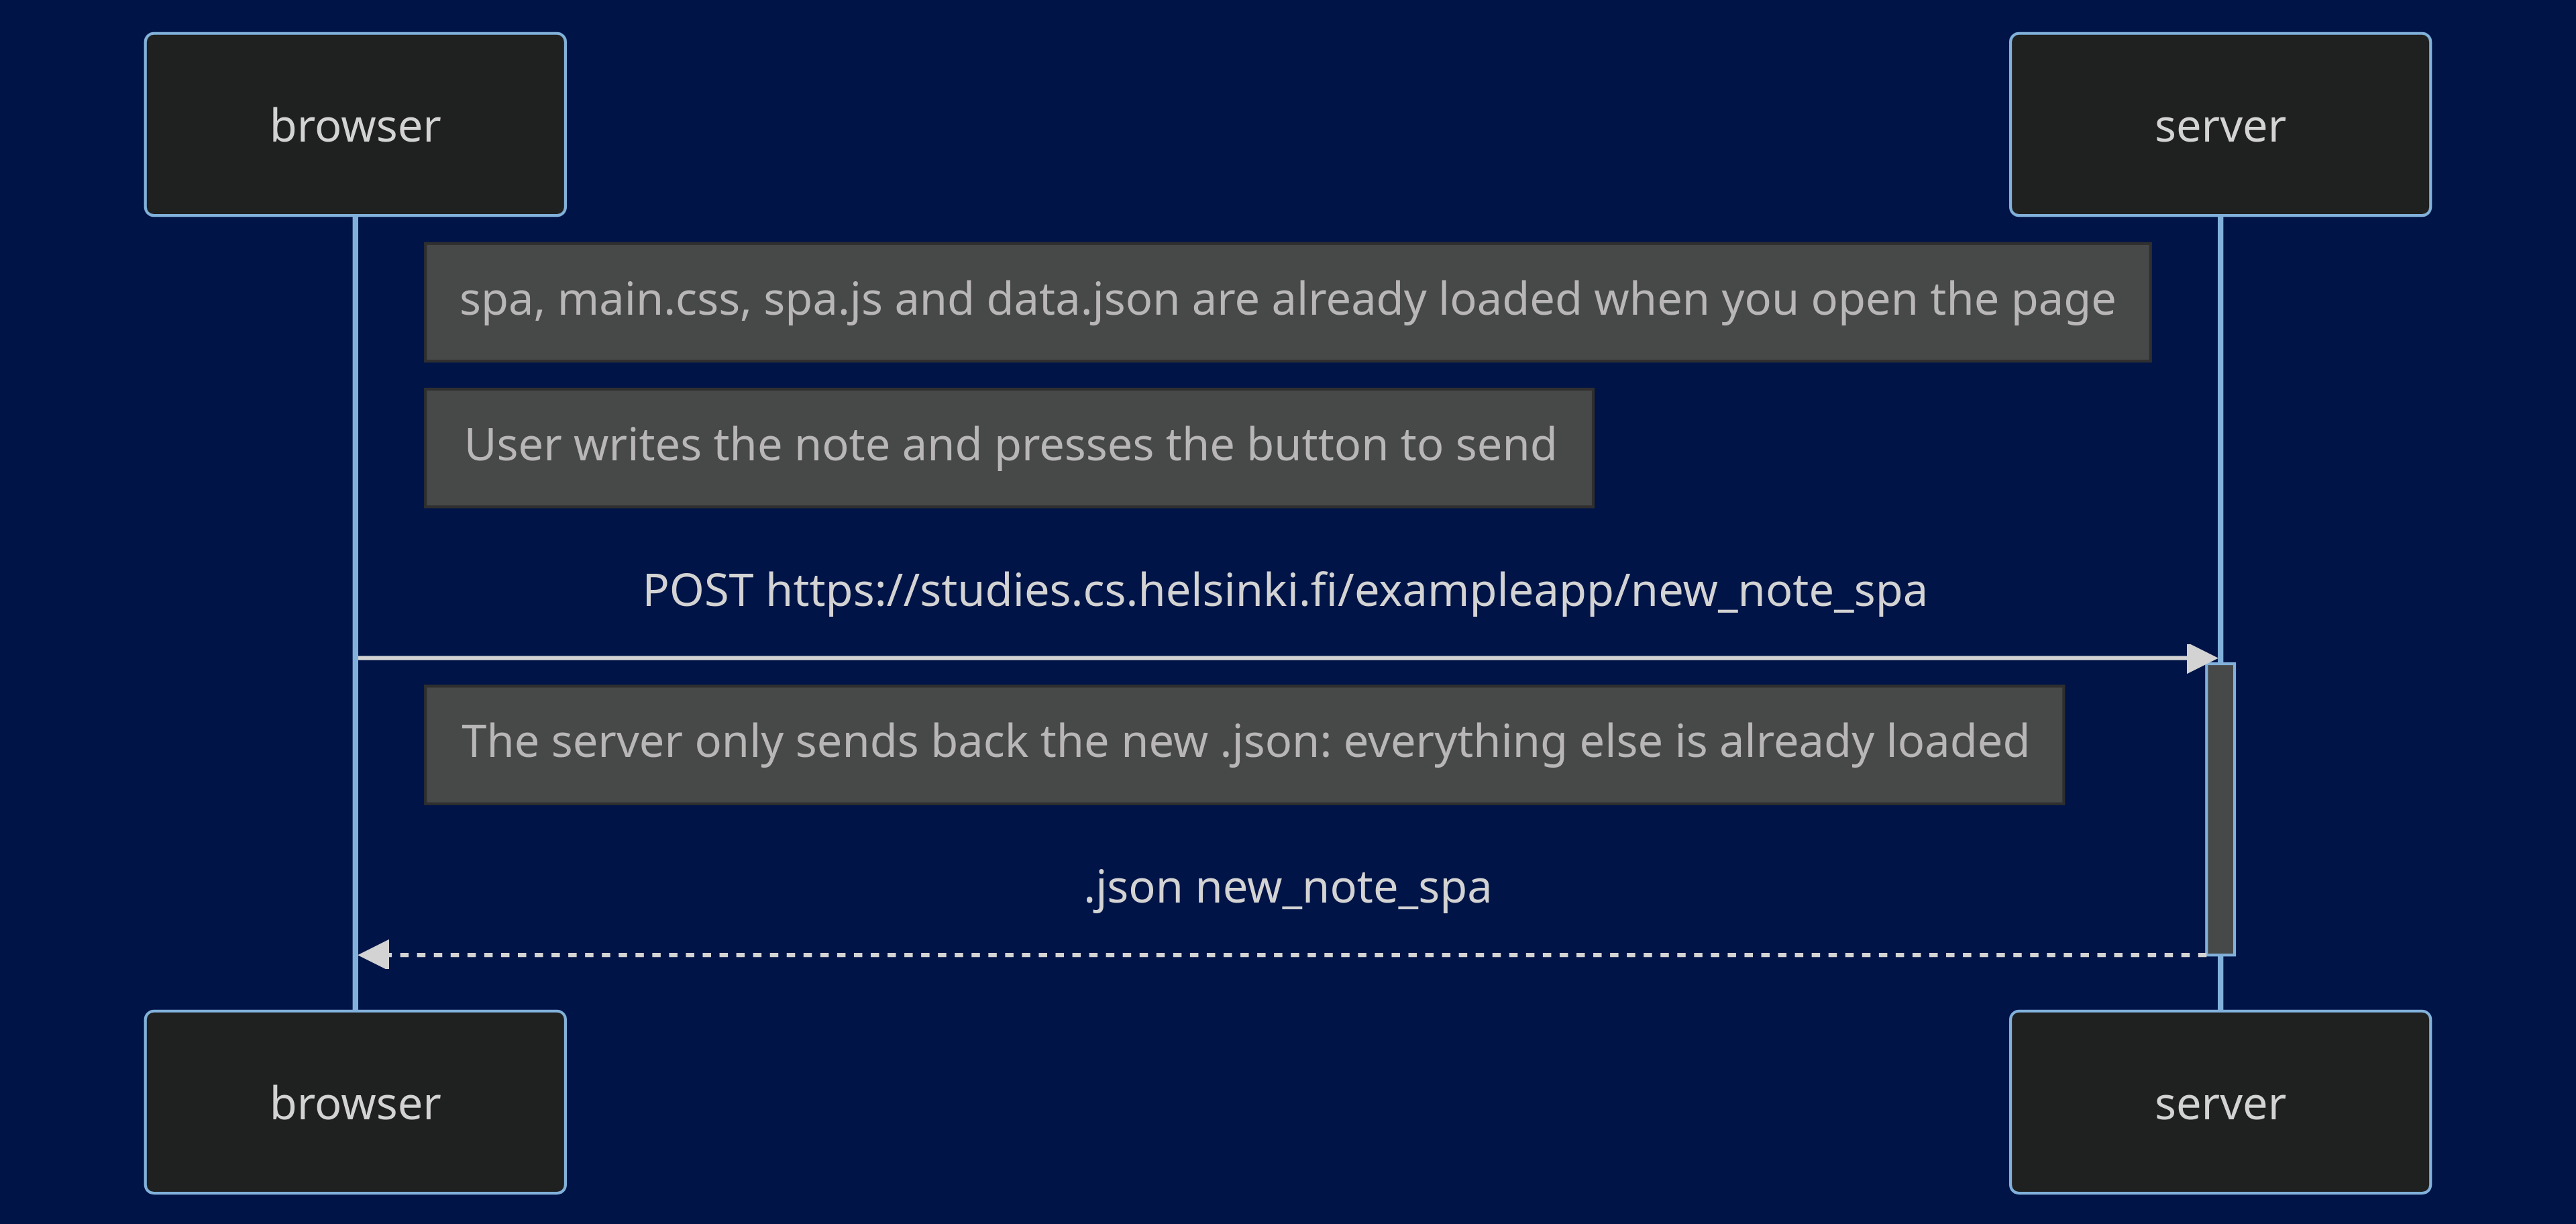 browser
server
spa, main.css, spa.js and data.json are already loaded when you open the page
User writes the note and presses the button to send
POST https://studies.cs.helsinki.fi/exampleapp/new_note_spa
The server only sends back the new .json: everything else is already loaded
.json new_note_spa
browser
server